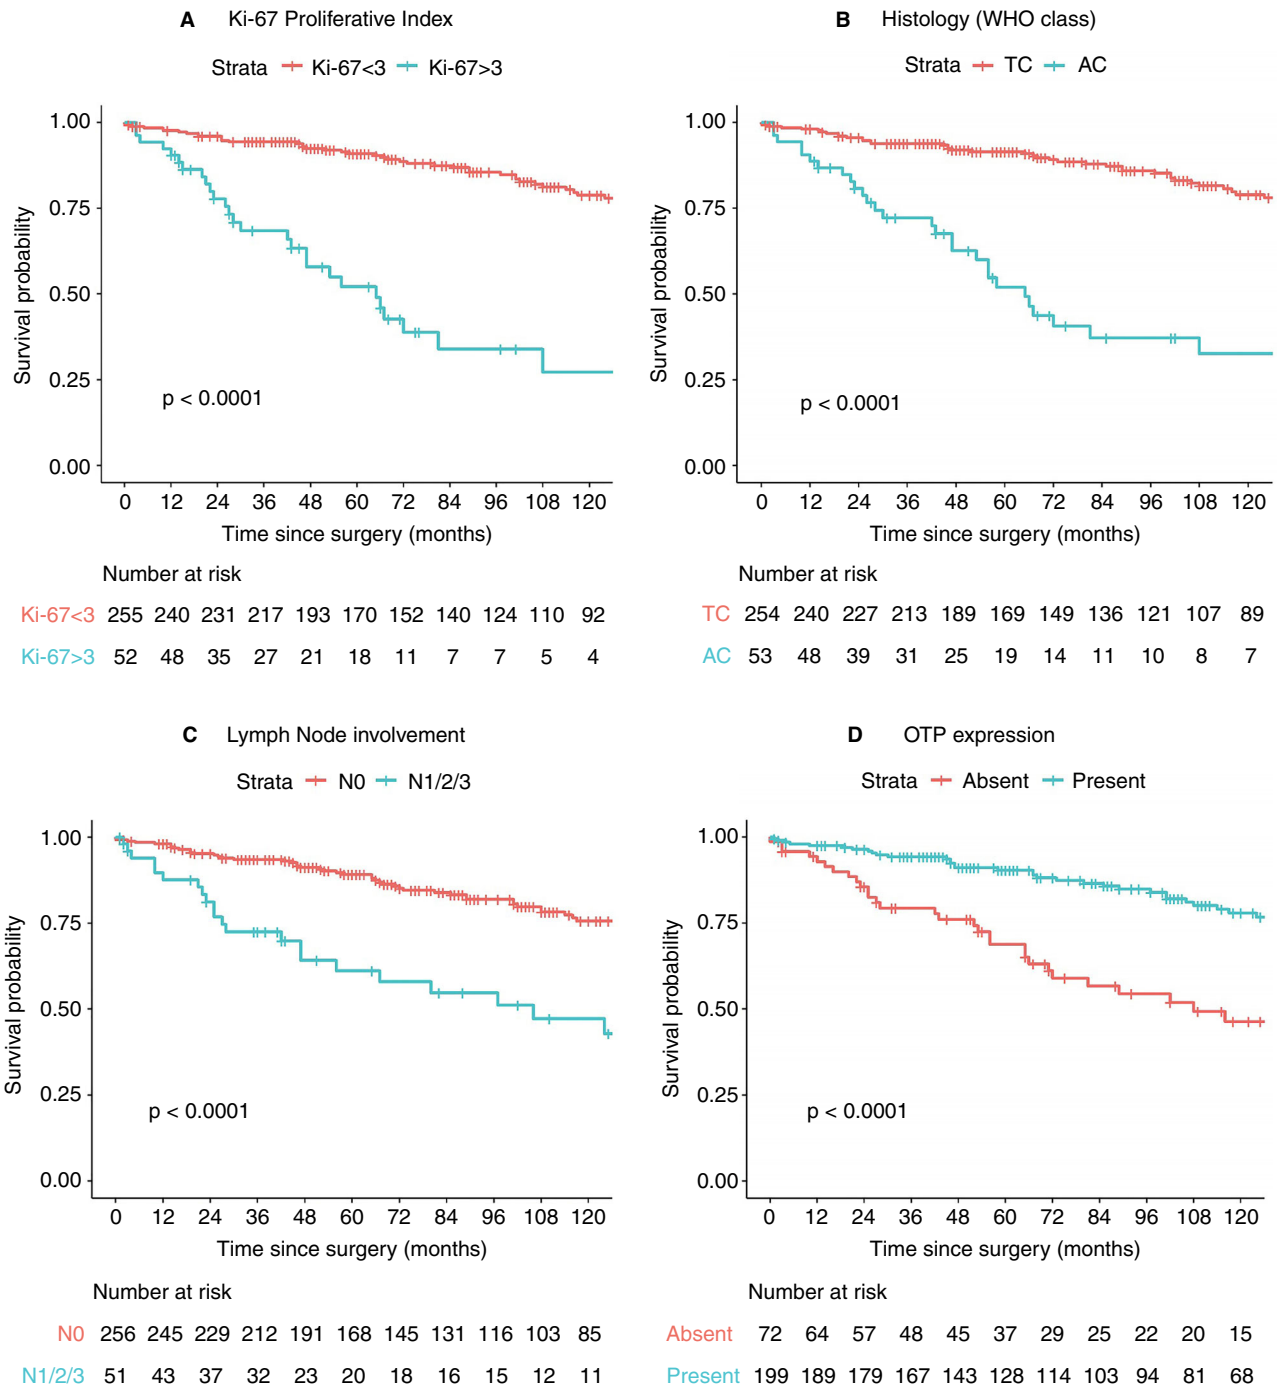 A Ki-67 Proliferative Index
Strata Ki-67<3 Ki-67>3
1.00
0.75
0.50
0.25
0.00
Survival probability
p < 0.0001
0 12 24 36 48 60 72 84 96 108 120
Time since surgery (months)
Number at risk
Ki-67<3 255 240 231 217 193 170 152 140 124 110 92
Ki-67>3 52 48 35 27 21 18 11 7 7 5 4
B Histology (WHO class)
Strata TC AC
1.00
0.75
0.50
0.25
0.00
Survival probability
p < 0.0001
0 12 24 36 48 60 72 84 96 108 120
Time since surgery (months)
Number at risk
TC 254 240 227 213 189 169 149 136 121 107 89
AC 53 48 39 31 25 19 14 11 10 8 7
C Lymph Node involvement
Strata N0 N1/2/3
1.00
0.75
0.50
0.25
0.00
Survival probability
p < 0.0001
0 12 24 36 48 60 72 84 96 108 120
Time since surgery (months)
Number at risk
N0 256 245 229 212 191 168 145 131 116 103 85
N1/2/3 51 43 37 32 23 20 18 16 15 12 11
D OTP expression
Strata Absent Present
1.00
0.75
0.50
0.25
0.00
Survival probability
p < 0.0001
0 12 24 36 48 60 72 84 96 108 120
Time since surgery (months)
Number at risk
Absent 72 64 57 48 45 37 29 25 22 20 15
Present 199 189 179 167 143 128 114 103 94 81 68